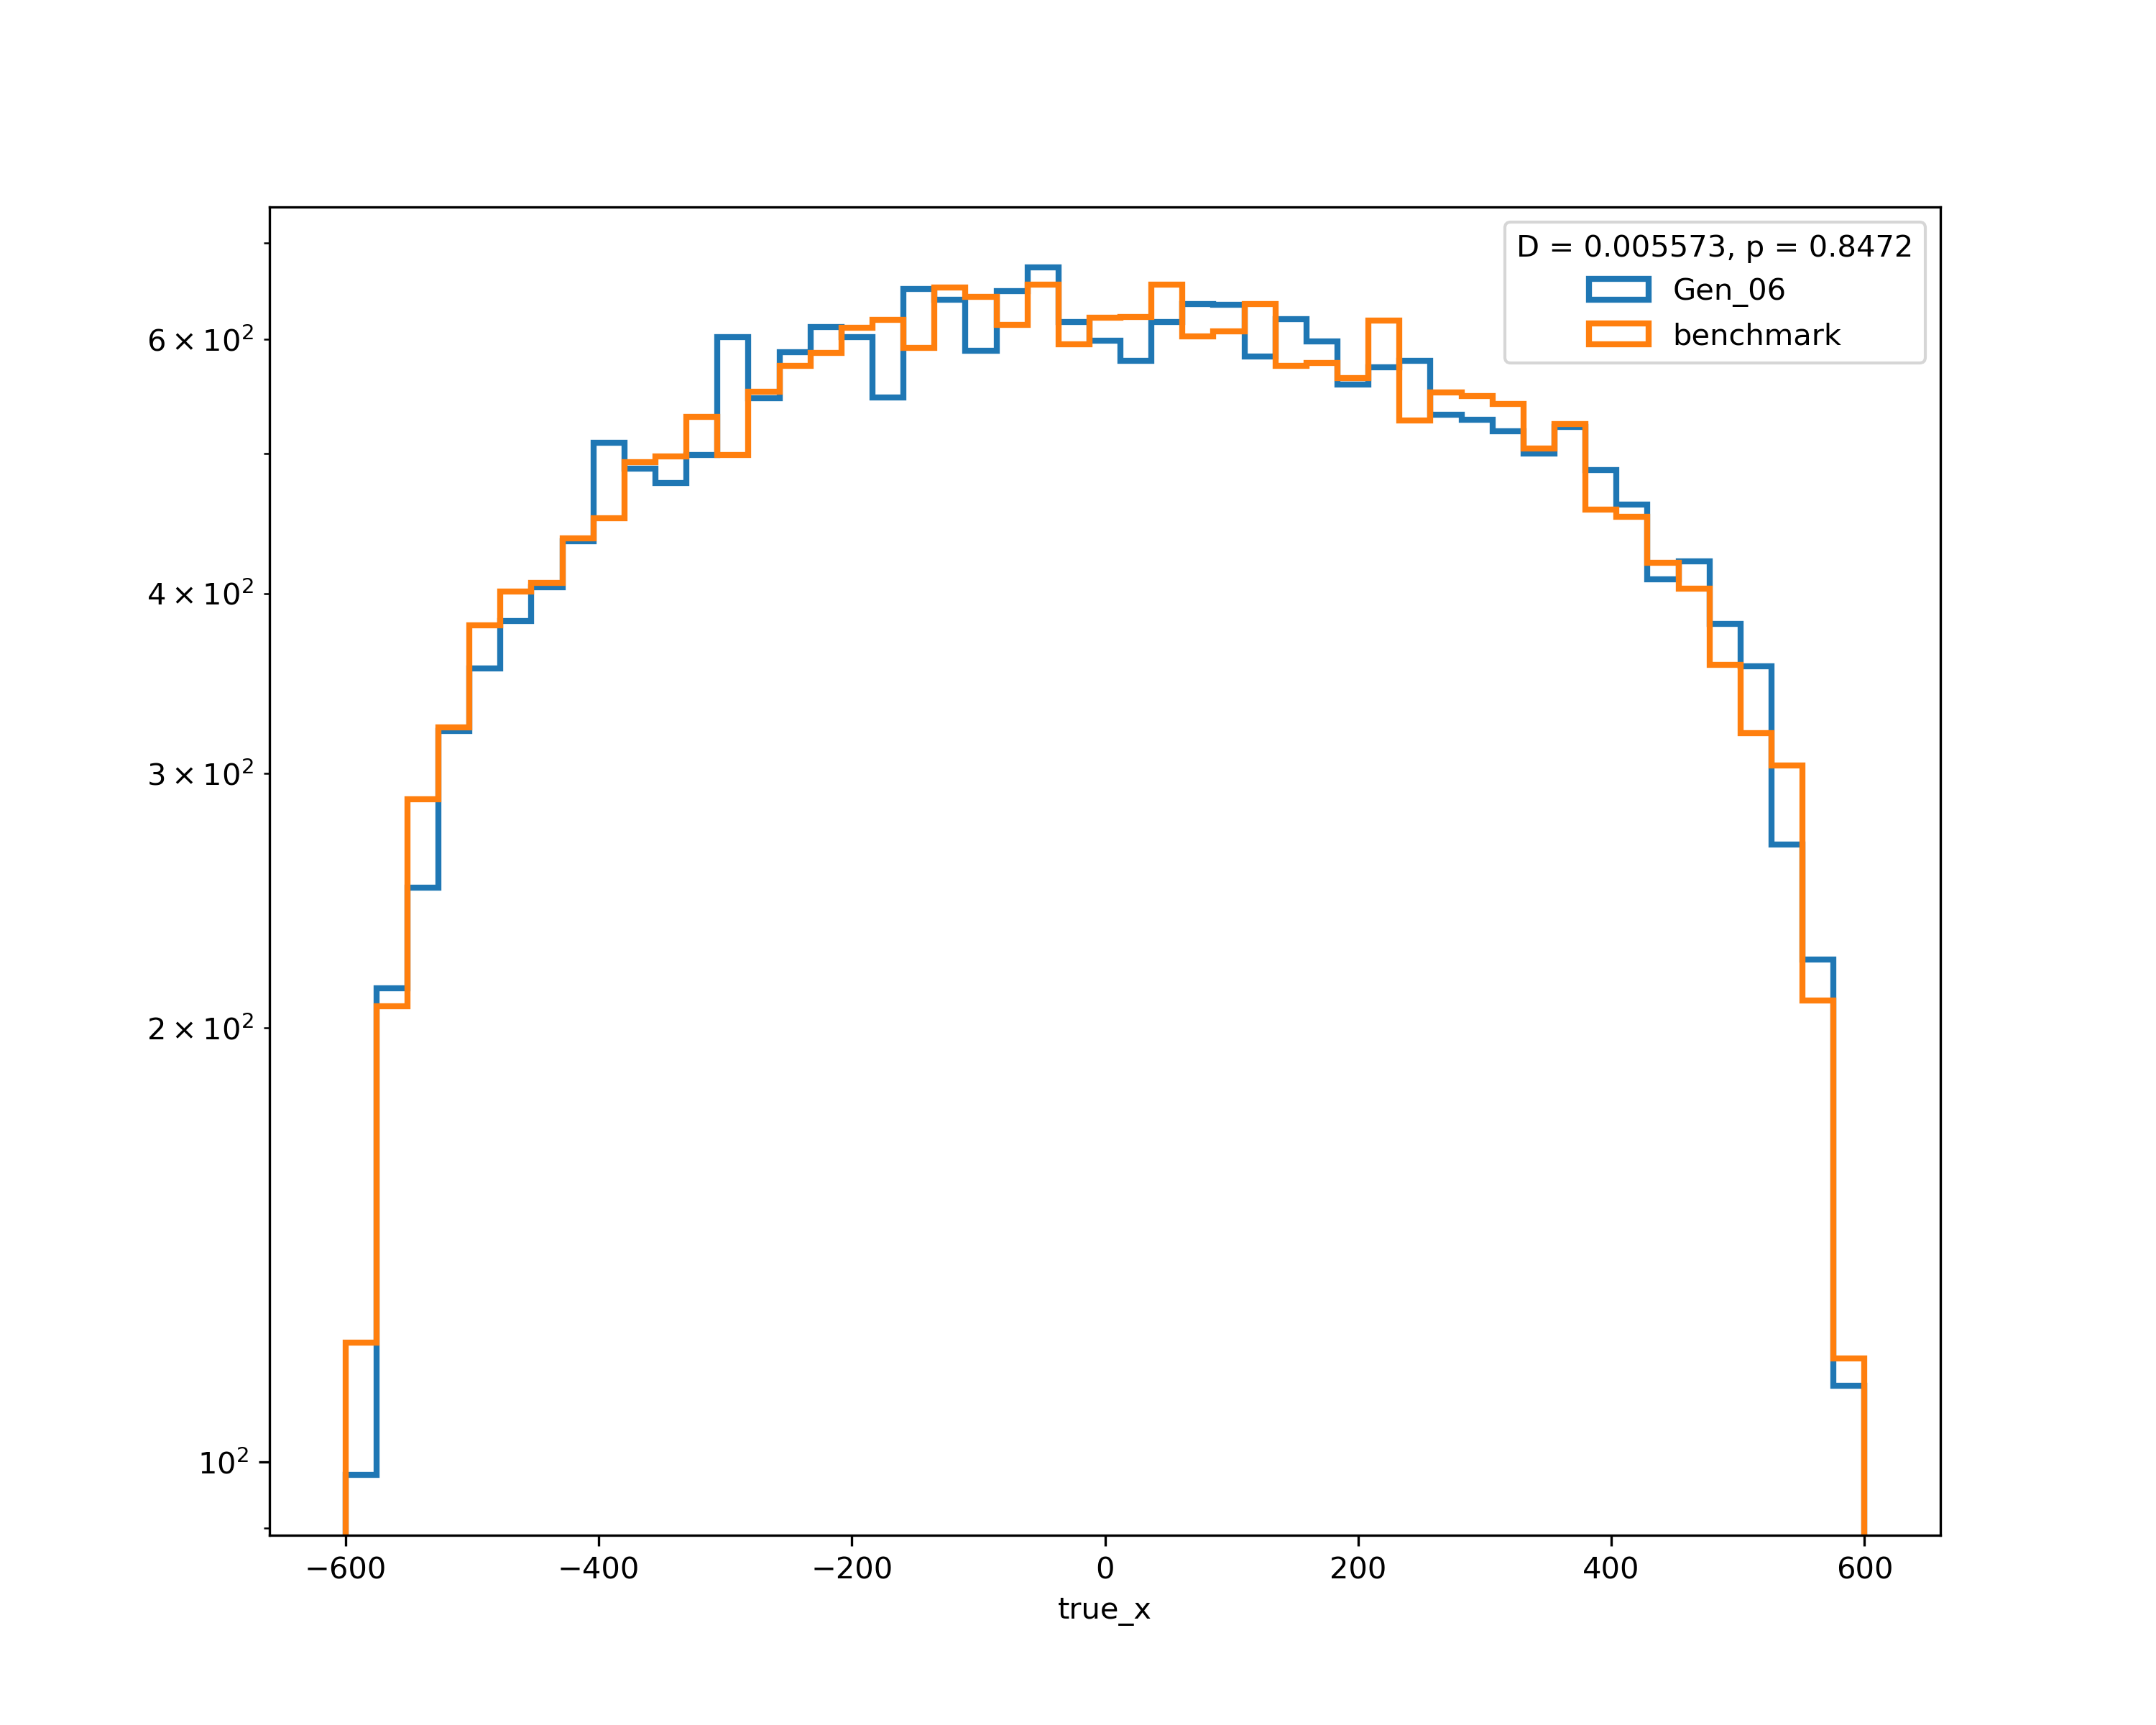 D = 0.005573, p = 0.8472
Gen_06
benchmark
6 × 10²
4 × 10²
3 × 10²
2 × 10²
10²
−600 −400 −200 0 200 400 600
true_x